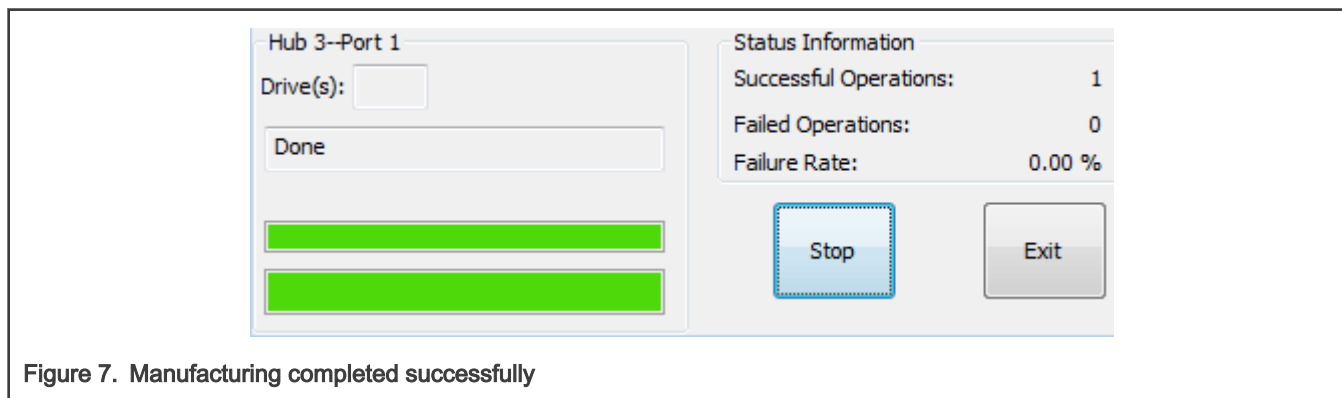 Hub 3--Port 1
Drive(s):
Done
Status Information
Successful Operations: 1
Failed Operations: 0
Failure Rate: 0.00 %
Stop
Exit
Figure 7. Manufacturing completed successfully